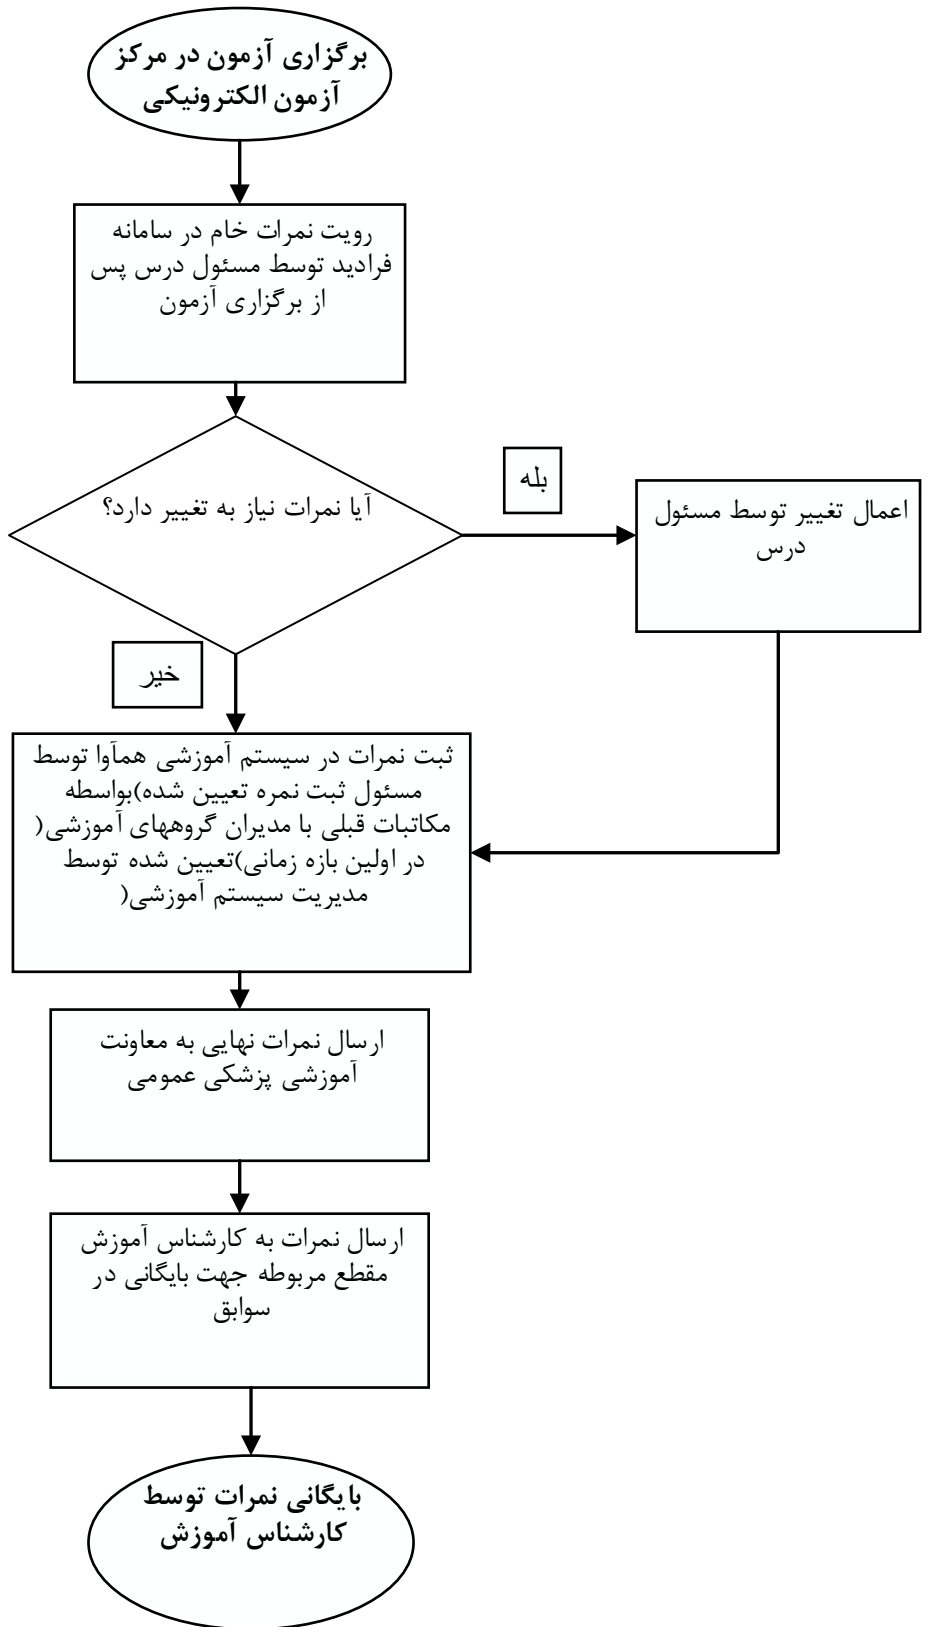 برگزاری آزمون در مرکز
آزمون الکترونیکی
رویت نمرات خام در سامانه
فرادید توسط مسئول درس پس
از برگزاری آزمون
آیا نمرات نیاز به تغییر دارد؟
بله
اعمال تغییر توسط مسئول
درس
خیر
ثبت نمرات در سیستم آموزشی همآوا توسط
مسئول ثبت نمره تعیین شده)بواسطه
مکاتبات قبلی با مدیران گروههای آموزشی(
در اولین بازه زمانی)تعیین شده توسط
مدیریت سیستم آموزشی(
ارسال نمرات نهایی به معاونت
آموزشی پزشکی عمومی
ارسال نمرات به کارشناس آموزش
مقطع مربوطه جهت بایگانی در
سوابق
بایگانی نمرات توسط
کارشناس آموزش